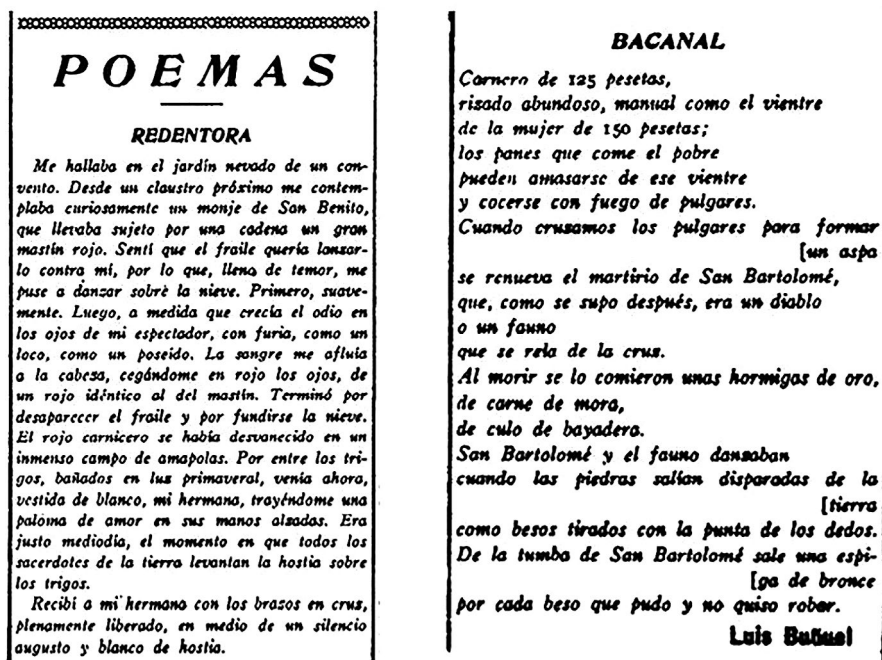 POEMAS
REDENTORA
Me hallaba en el jardín nevado de un con-
vento. Desde un claustro próximo me contem-
plaba curiosamente un monje de San Benito,
que llevaba sujeto por una cadena un gran
mastín rojo. Sentí que el fraile quería lanzar-
lo contra mí, por lo que, lleno de temor, me
puse a danzar sobre la nieve. Primero, suave-
mente. Luego, a medida que crecía el odio en
los ojos de mi espectador, con furia, como un
loco, como un poseído. La sangre me afluía
a la cabeza, cegándome en rojo los ojos, de
un rojo idéntico al del mastín. Terminó por
desaparecer el fraile y por fundirse la nieve.
El rojo carnicero se había desvanecido en un
inmenso campo de amapolas. Por entre los tri-
gos, bañados en luz primaveral, venía ahora,
vestida de blanco, mi hermana, trayéndome una
paloma de amor en sus manos alzadas. Era
justo mediodía, el momento en que todos los
sacerdotes de la tierra levantan la hostia sobre
los trigos.
Recibí a mi hermana con los brazos en cruz,
plenamente liberado, en medio de un silencio
augusto y blanco de hostia.
BACANAL
Carnero de 125 pesetas,
rizado abundoso, manual como el vientre
de la mujer de 150 pesetas;
los panes que come el pobre
pueden amasarse de ese vientre
y cocerse con fuego de pulgares.
Cuando cruzamos los pulgares para formar
[un aspa
se renueva el martirio de San Bartolomé,
que, como se supo después, era un diablo
o un fauno
que se reía de la cruz.
Al morir se lo comieron unas hormigas de oro,
de carne de mora,
de culo de bayadera.
San Bartolomé y el fauno danzaban
cuando las piedras salían disparadas de la
[tierra
como besos tirados con la punta de los dedos.
De la tumba de San Bartolomé sale una espi-
[ga de bronce
por cada beso que pudo y no quiso robar.
Luis Buñuel